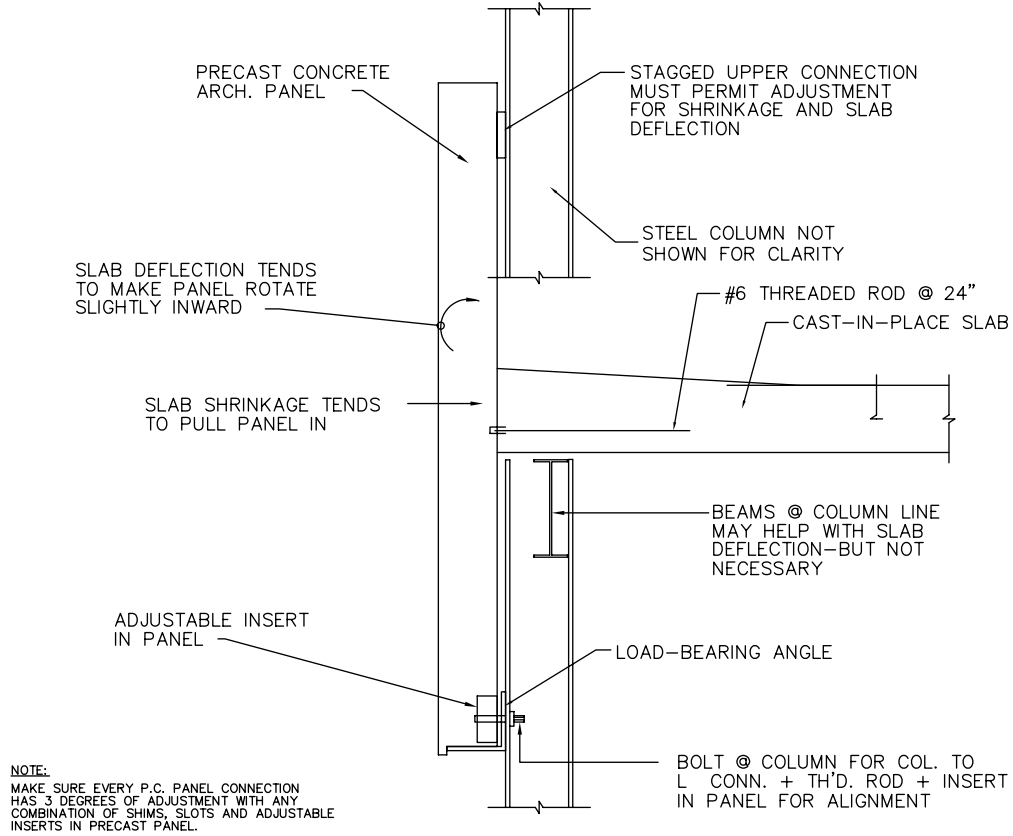 PRECAST CONCRETE
ARCH. PANEL
STAGGED UPPER CONNECTION
MUST PERMIT ADJUSTMENT
FOR SHRINKAGE AND SLAB
DEFLECTION
STEEL COLUMN NOT
SHOWN FOR CLARITY
SLAB DEFLECTION TENDS
TO MAKE PANEL ROTATE
SLIGHTLY INWARD
#6 THREADED ROD @ 24"
CAST-IN-PLACE SLAB
SLAB SHRINKAGE TENDS
TO PULL PANEL IN
BEAMS @ COLUMN LINE
MAY HELP WITH SLAB
DEFLECTION-BUT NOT
NECESSARY
ADJUSTABLE INSERT
IN PANEL
LOAD-BEARING ANGLE
BOLT @ COLUMN FOR COL. TO
L CONN. + TH'D. ROD + INSERT
IN PANEL FOR ALIGNMENT
NOTE:
MAKE SURE EVERY P.C. PANEL CONNECTION
HAS 3 DEGREES OF ADJUSTMENT WITH ANY
COMBINATION OF SHIMS, SLOTS AND ADJUSTABLE
INSERTS IN PRECAST PANEL.